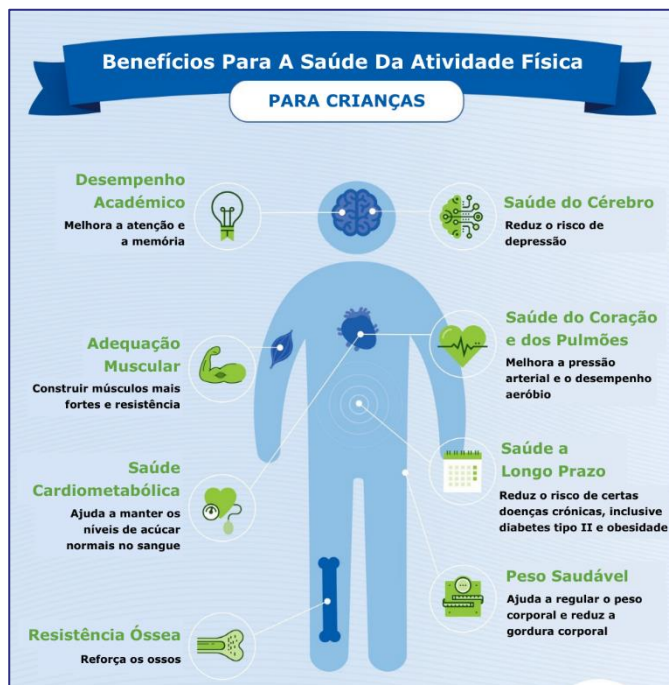 Benefícios Para A Saúde Da Atividade Física
PARA CRIANÇAS
Desempenho
Académico
Melhora a atenção e
a memória
Saúde do Cérebro
Reduz o risco de
depressão
Adequação
Muscular
Construir músculos mais
fortes e resistência
Saúde do Coração
e dos Pulmões
Melhora a pressão
arterial e o desempenho
aeróbio
Saúde
Cardiometabólica
Ajuda a manter os
níveis de acúcar
normais no sangue
Saúde a
Longo Prazo
Reduz o risco de certas
doenças crónicas, inclusive
diabetes tipo II e obesidade
Resistência Óssea
Reforça os ossos
Peso Saudável
Ajuda a regular o peso
corporal e reduz a
gordura corporal